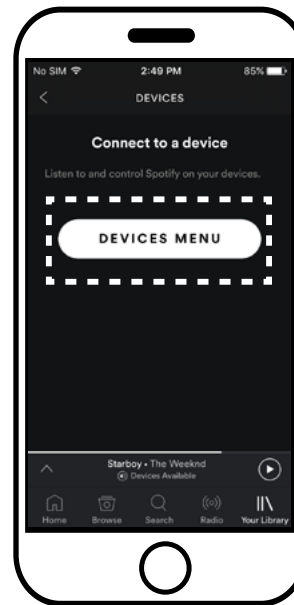 No SIM 2:49 PM 85%
DEVICES
Connect to a device
Listen to and control Spotify on your devices.
DEVICES MENU
Starboy • The Weeknd
Devices Available
Home Browse Search Radio Your Library